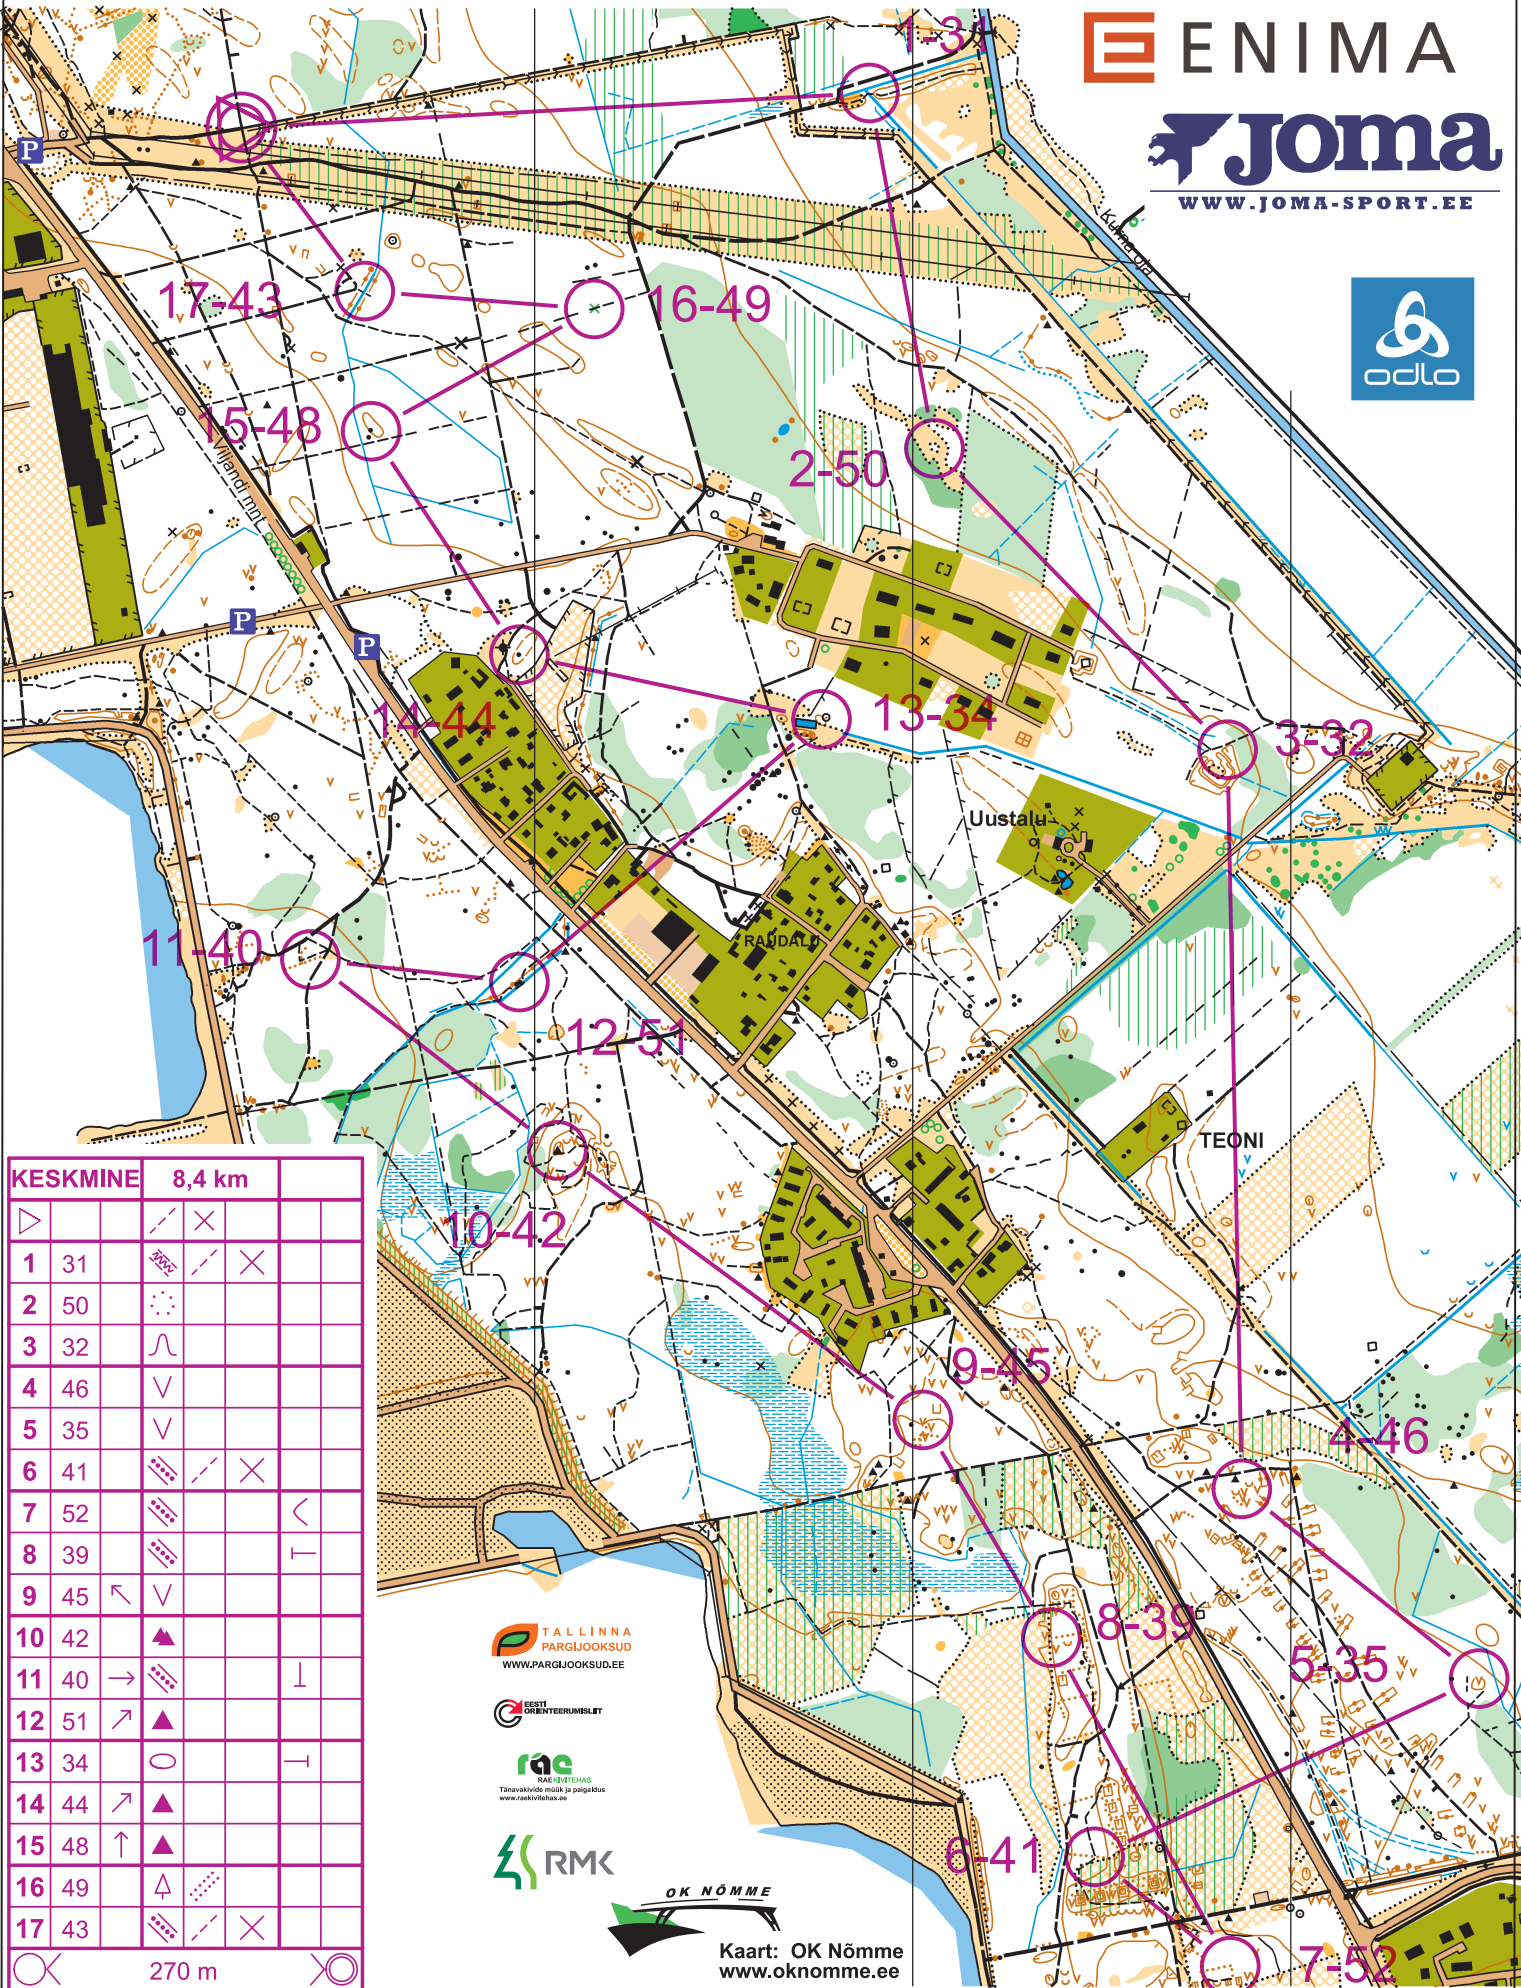 1-31
ENIMA
Joma
WWW.JOMA-SPORT.EE
P
Kurna oja
17-43
16-49
odlo
15-48
Viljandi mnt
2-50
P
P
14-44
13-34
3-32
Uustalu
RAUDALU
11-40
12-51
TEONI
KESKMINE 8,4 km
1 31
2 50
3 32
4 46
5 35
6 41
7 52
8 39
9 45
10 42
11 40
12 51
13 34
14 44
15 48
16 49
17 43
270 m
10-42
9-45
4-46
8-39
5-35
6-41
7-52
TALLINNA
PARGIJOOKSUD
WWW.PARGIJOOKSUD.EE
EESTI
ORIENTEERUMISLIIT
rae
RAE KIVITEHAS
Tänavakivide müük ja paigaldus
www.raekivitehas.ee
RMK
OK NÕMME
Kaart: OK Nõmme
www.oknomme.ee